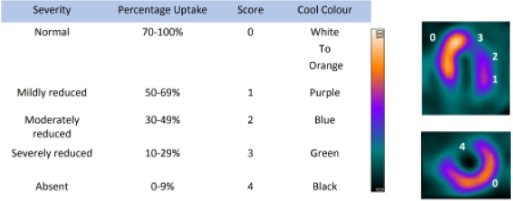 Severity Percentage Uptake Score Cool Colour
Normal 70-100% 0 White
To
Orange
Mildly reduced 50-69% 1 Purple
Moderately
reduced 30-49% 2 Blue
Severely reduced 10-29% 3 Green
Absent 0-9% 4 Black
0 3
2
1
4
0